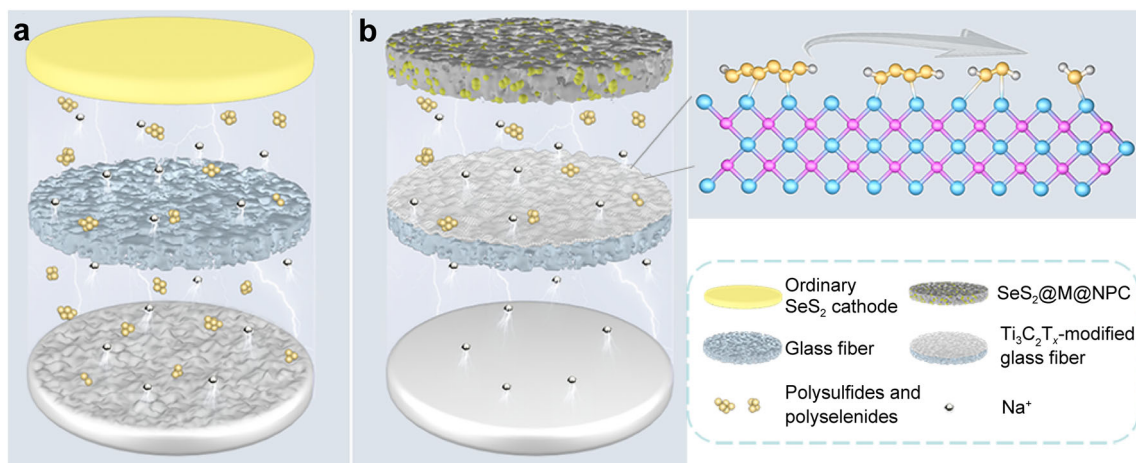 a
b
Ordinary
SeS₂ cathode
SeS₂@M@NPC
Glass fiber
Ti₃C₂Tₓ-modified
glass fiber
Polysulfides and
polyselenides
Na⁺